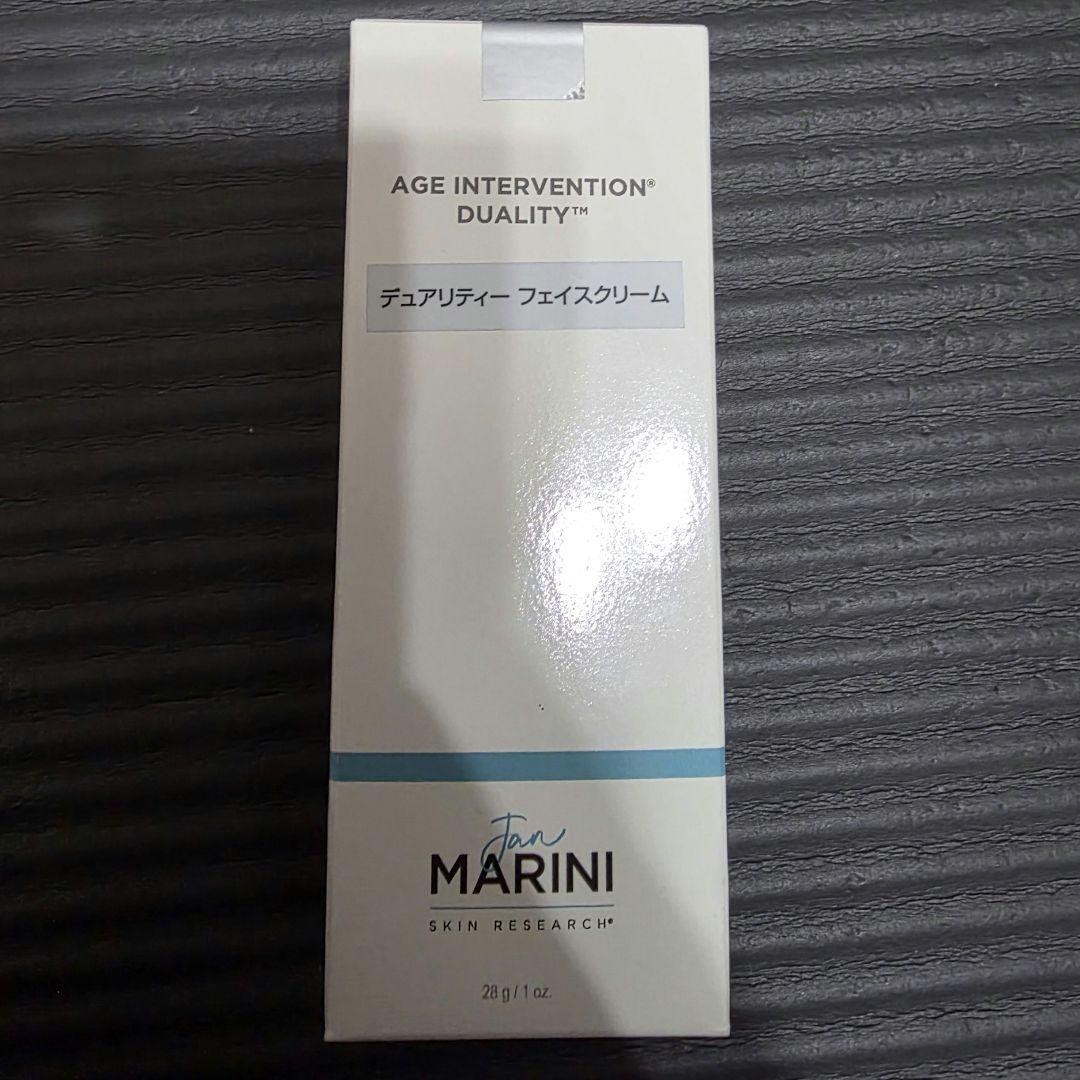 AGE INTERVENTION®
DUALITY™
デュアリティー フェイスクリーム
Jan
MARINI
SKIN RESEARCH®
28 g / 1 oz.